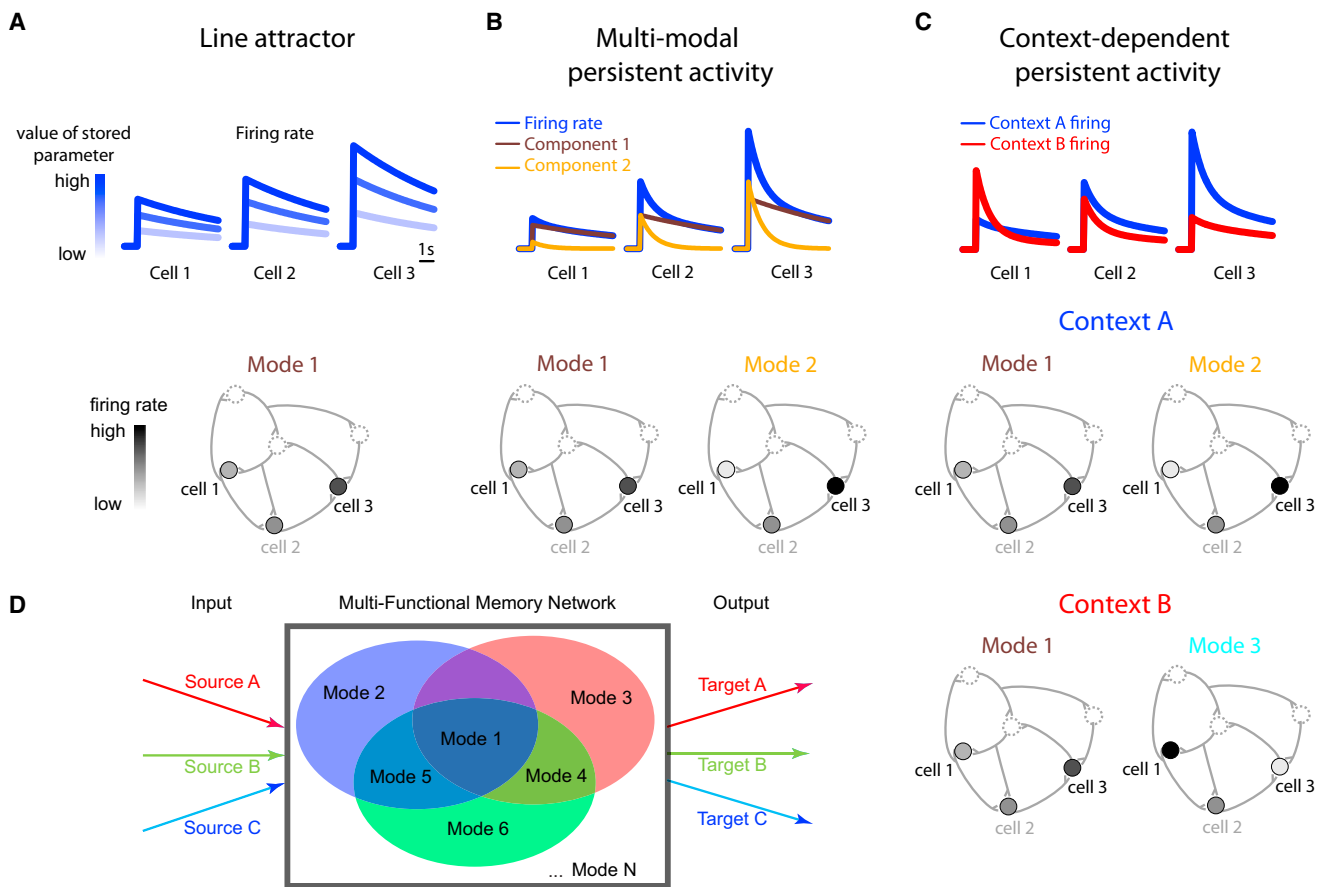 A
Line attractor
value of stored
parameter
high
low
Firing rate
1s
Cell 1
Cell 2
Cell 3
Mode 1
firing rate
high
low
cell 1
cell 3
cell 2
B
Multi-modal
persistent activity
Firing rate
Component 1
Component 2
Cell 1
Cell 2
Cell 3
Mode 1
Mode 2
cell 1
cell 3
cell 2
cell 1
cell 3
cell 2
C
Context-dependent
persistent activity
Context A firing
Context B firing
Cell 1
Cell 2
Cell 3
Context A
Mode 1
Mode 2
cell 1
cell 3
cell 2
cell 1
cell 3
cell 2
Context B
Mode 1
Mode 3
cell 1
cell 3
cell 2
cell 1
cell 3
cell 2
D
Input
Multi-Functional Memory Network
Output
Source A
Source B
Source C
Mode 2
Mode 3
Mode 1
Mode 5
Mode 4
Mode 6
... Mode N
Target A
Target B
Target C